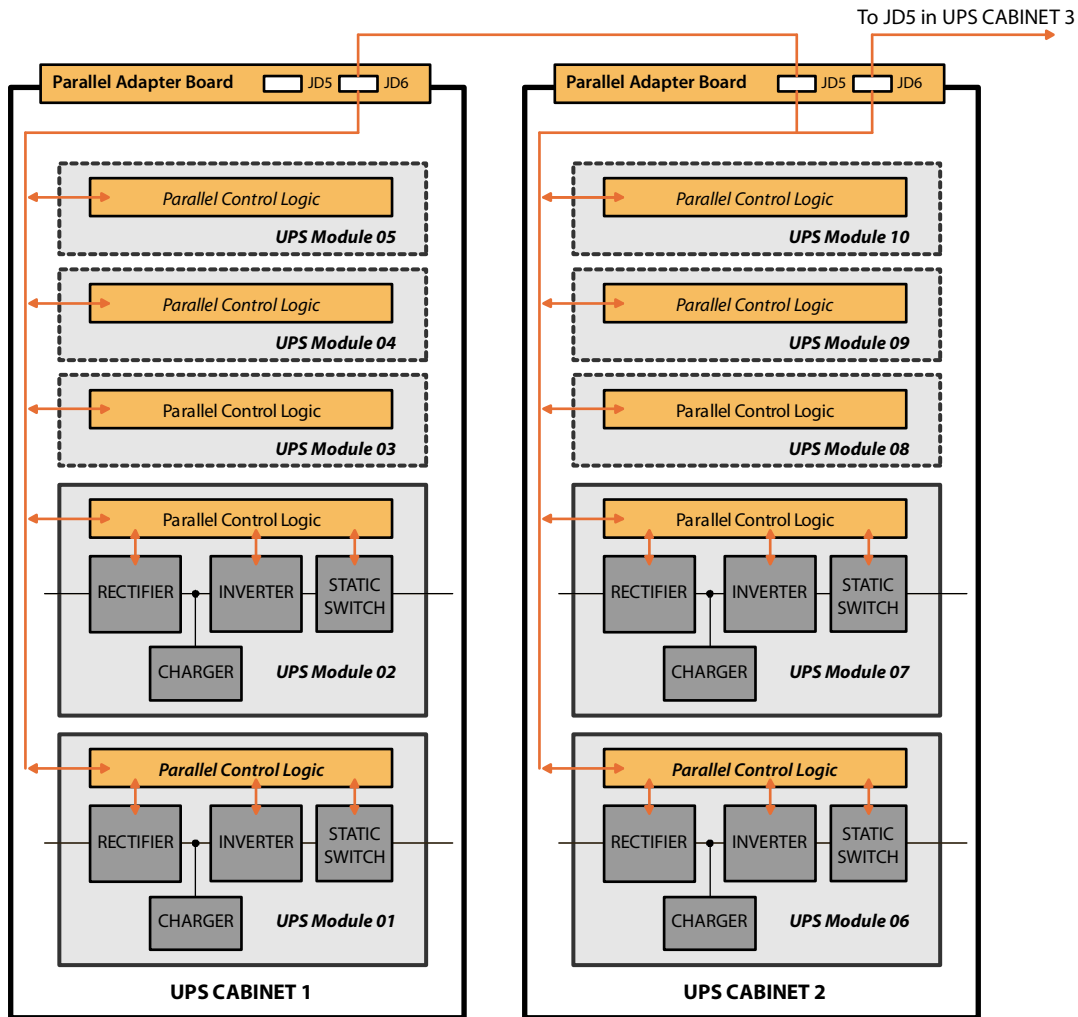 To JD5 in UPS CABINET 3
Parallel Adapter Board
JD5
JD6
Parallel Control Logic
UPS Module 05
Parallel Control Logic
UPS Module 04
Parallel Control Logic
UPS Module 03
Parallel Control Logic
RECTIFIER
INVERTER
STATIC
SWITCH
CHARGER
UPS Module 02
Parallel Control Logic
RECTIFIER
INVERTER
STATIC
SWITCH
CHARGER
UPS Module 01
UPS CABINET 1
Parallel Adapter Board
JD5
JD6
Parallel Control Logic
UPS Module 10
Parallel Control Logic
UPS Module 09
Parallel Control Logic
UPS Module 08
Parallel Control Logic
RECTIFIER
INVERTER
STATIC
SWITCH
CHARGER
UPS Module 07
Parallel Control Logic
RECTIFIER
INVERTER
STATIC
SWITCH
CHARGER
UPS Module 06
UPS CABINET 2